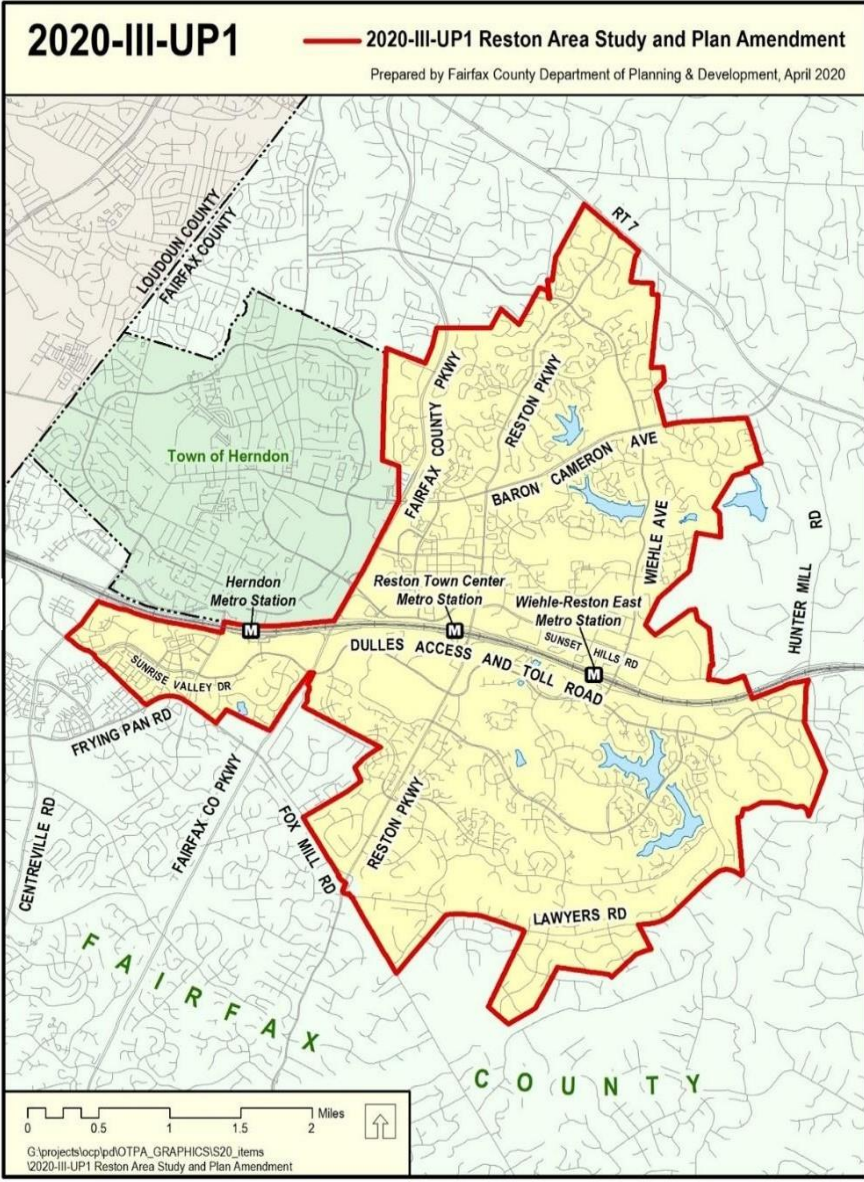 2020-III-UP1
2020-III-UP1 Reston Area Study and Plan Amendment
Prepared by Fairfax County Department of Planning & Development, April 2020
LOUDOUN COUNTY
FAIRFAX COUNTY
RT 7
FAIRFAX COUNTY PKWY
RESTON PKWY
Town of Herndon
BARON CAMERON AVE
WIEHLE AVE
HUNTER MILL RD
Herndon
Metro Station
M
Reston Town Center
Metro Station
M
Wiehle-Reston East
Metro Station
M
SUNSET HILLS RD
DULLES ACCESS AND TOLL ROAD
SUNRISE VALLEY DR
FRYING PAN RD
CENTREVILLE RD
FAIRFAX CO PKWY
FOX MILL RD
RESTON PKWY
LAWYERS RD
FAIRFAX
COUNTY
0 0.5 1 1.5 2 Miles
G:\projects\ocp\pd\OTPA_GRAPHICS\S20_items
\2020-III-UP1 Reston Area Study and Plan Amendment